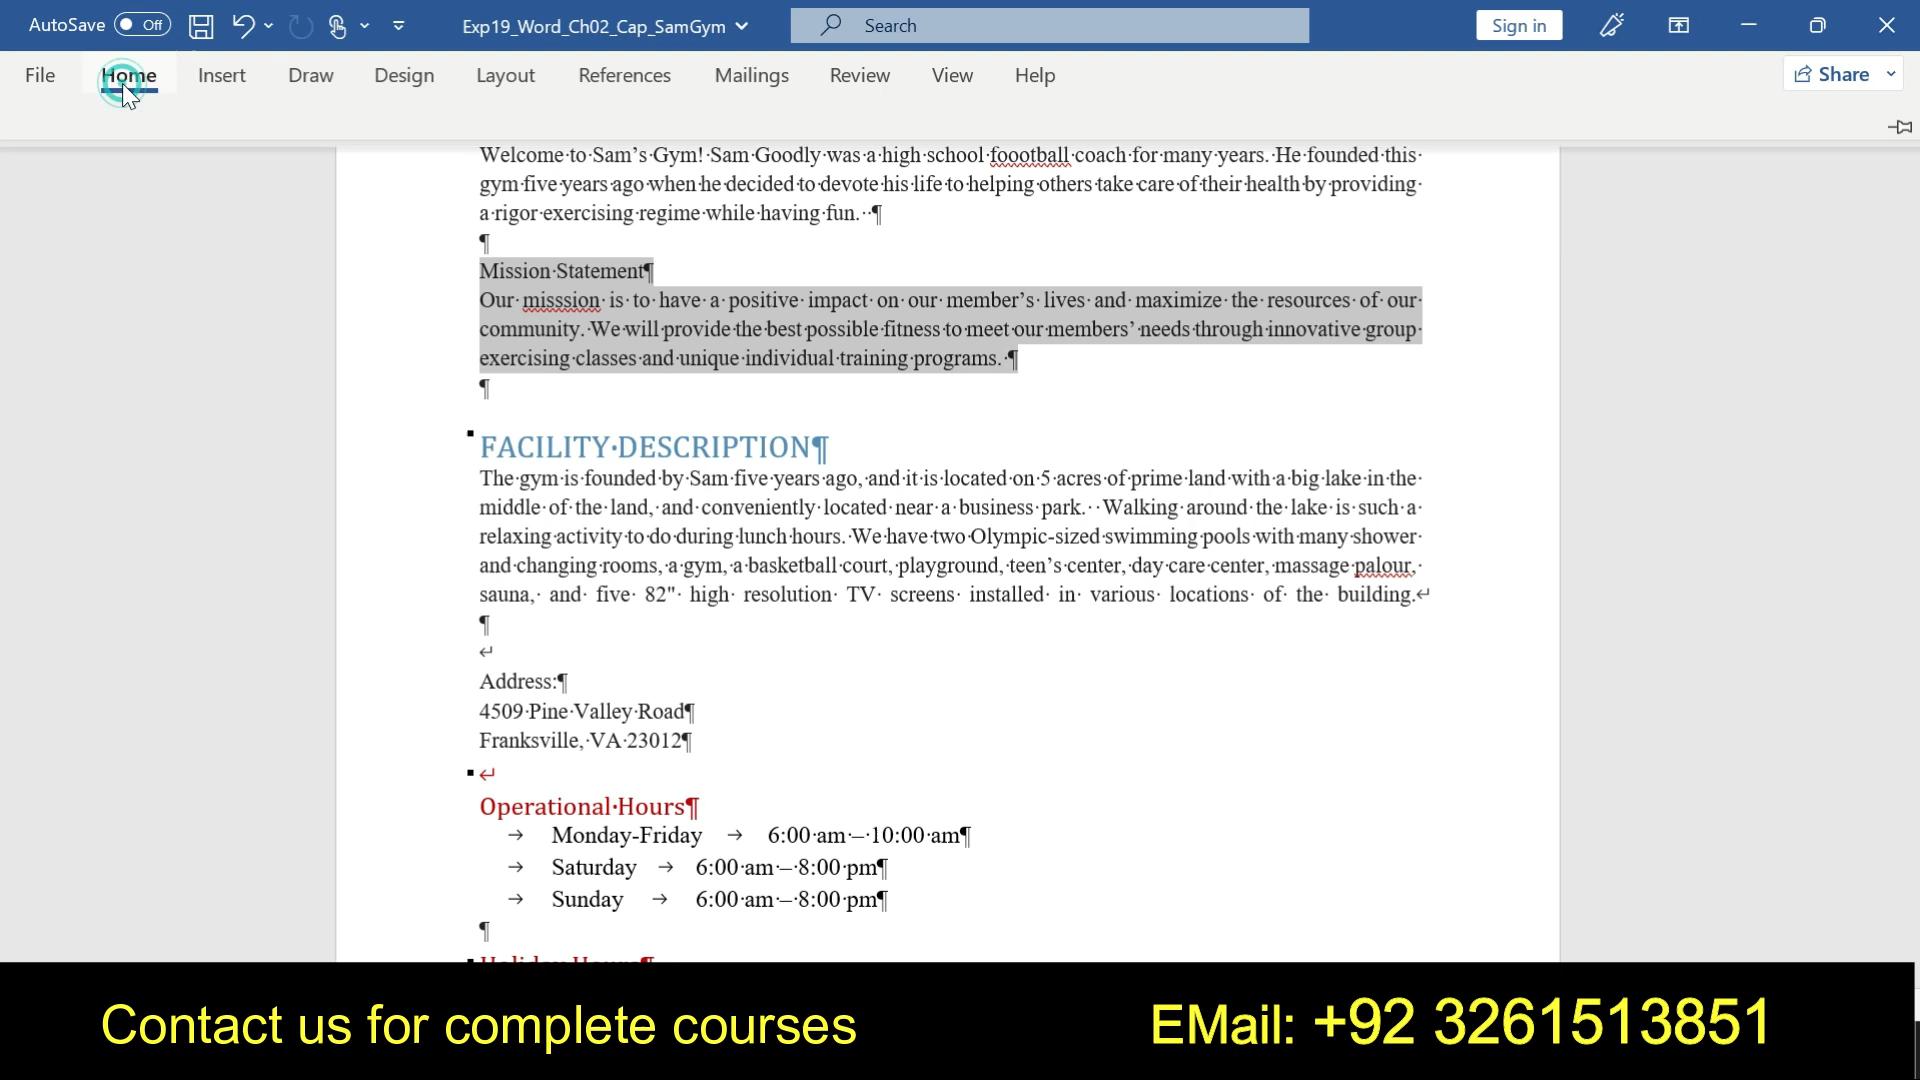 AutoSave Off Exp19_Word_Ch02_Cap_SamGym Search Sign in
File Home Insert Draw Design Layout References Mailings Review View Help Share
Welcome·to·Sam’s·Gym!·Sam·Goodly·was·a·high·school·foootball·coach·for·many·years.·He·founded·this·
gym·five·years·ago·when·he·decided·to·devote·his·life·to·helping·others·take·care·of·their·health·by·providing·
a·rigor·exercising·regime·while·having·fun.··¶
¶
Mission·Statement¶
Our·misssion·is·to·have·a·positive·impact·on·our·member’s·lives·and·maximize·the·resources·of·our·
community.·We·will·provide·the·best·possible·fitness·to·meet·our·members’·needs·through·innovative·group·
exercising·classes·and·unique·individual·training·programs.·¶
¶
FACILITY·DESCRIPTION¶
The·gym·is·founded·by·Sam·five·years·ago,·and·it·is·located·on·5·acres·of·prime·land·with·a·big·lake·in·the·
middle·of·the·land,·and·conveniently·located·near·a·business·park.··Walking·around·the·lake·is·such·a·
relaxing·activity·to·do·during·lunch·hours.·We·have·two·Olympic-sized·swimming·pools·with·many·shower·
and·changing·rooms,·a·gym,·a·basketball·court,·playground,·teen’s·center,·day·care·center,·massage·palour,·
sauna,·and·five·82"·high·resolution·TV·screens·installed·in·various·locations·of·the·building.↵
¶
↵
Address:¶
4509·Pine·Valley·Road¶
Franksville,·VA·23012¶
↵
Operational·Hours¶
→ Monday-Friday → 6:00·am·–·10:00·am¶
→ Saturday → 6:00·am·–·8:00·pm¶
→ Sunday → 6:00·am·–·8:00·pm¶
¶
Holiday·Hours¶
Contact us for complete courses EMail: +92 3261513851